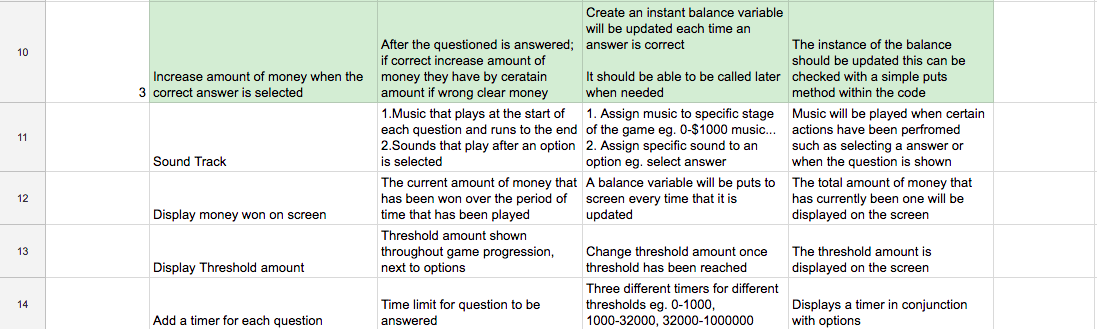 10
3
Increase amount of money when the
correct answer is selected
After the questioned is answered;
if correct increase amount of
money they have by ceratain
amount if wrong clear money
Create an instant balance variable
will be updated each time an
answer is correct
It should be able to be called later
when needed
The instance of the balance
should be updated this can be
checked with a simple puts
method within the code
11
Sound Track
1.Music that plays at the start of
each question and runs to the end
2.Sounds that play after an option
is selected
1. Assign music to specific stage
of the game eg. 0-$1000 music...
2. Assign specific sound to an
option eg. select answer
Music will be played when certain
actions have been perfromed
such as selecting a answer or
when the question is shown
12
Display money won on screen
The current amount of money that
has been won over the period of
time that has been played
A balance variable will be puts to
screen every time that it is
updated
The total amount of money that
has currently been one will be
displayed on the screen
13
Display Threshold amount
Threshold amount shown
throughout game progression,
next to options
Change threshold amount once
threshold has been reached
The threshold amount is
displayed on the screen
14
Add a timer for each question
Time limit for question to be
answered
Three different timers for different
thresholds eg. 0-1000,
1000-32000, 32000-1000000
Displays a timer in conjunction
with options